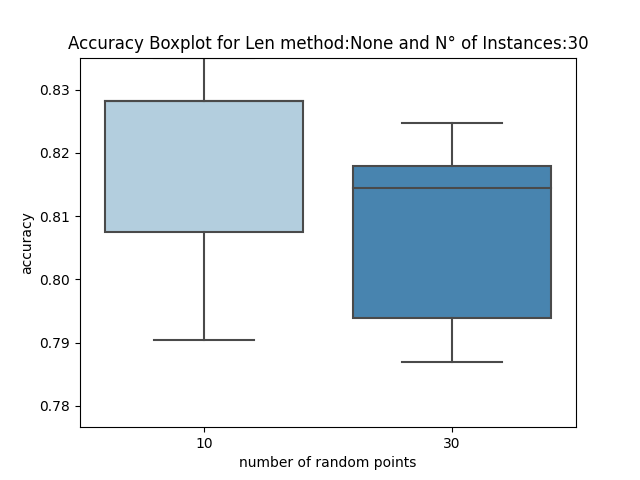 Accuracy Boxplot for Len method:None and N° of Instances:30
0.83
0.82
0.81
0.80
0.79
0.78
accuracy
10
30
number of random points